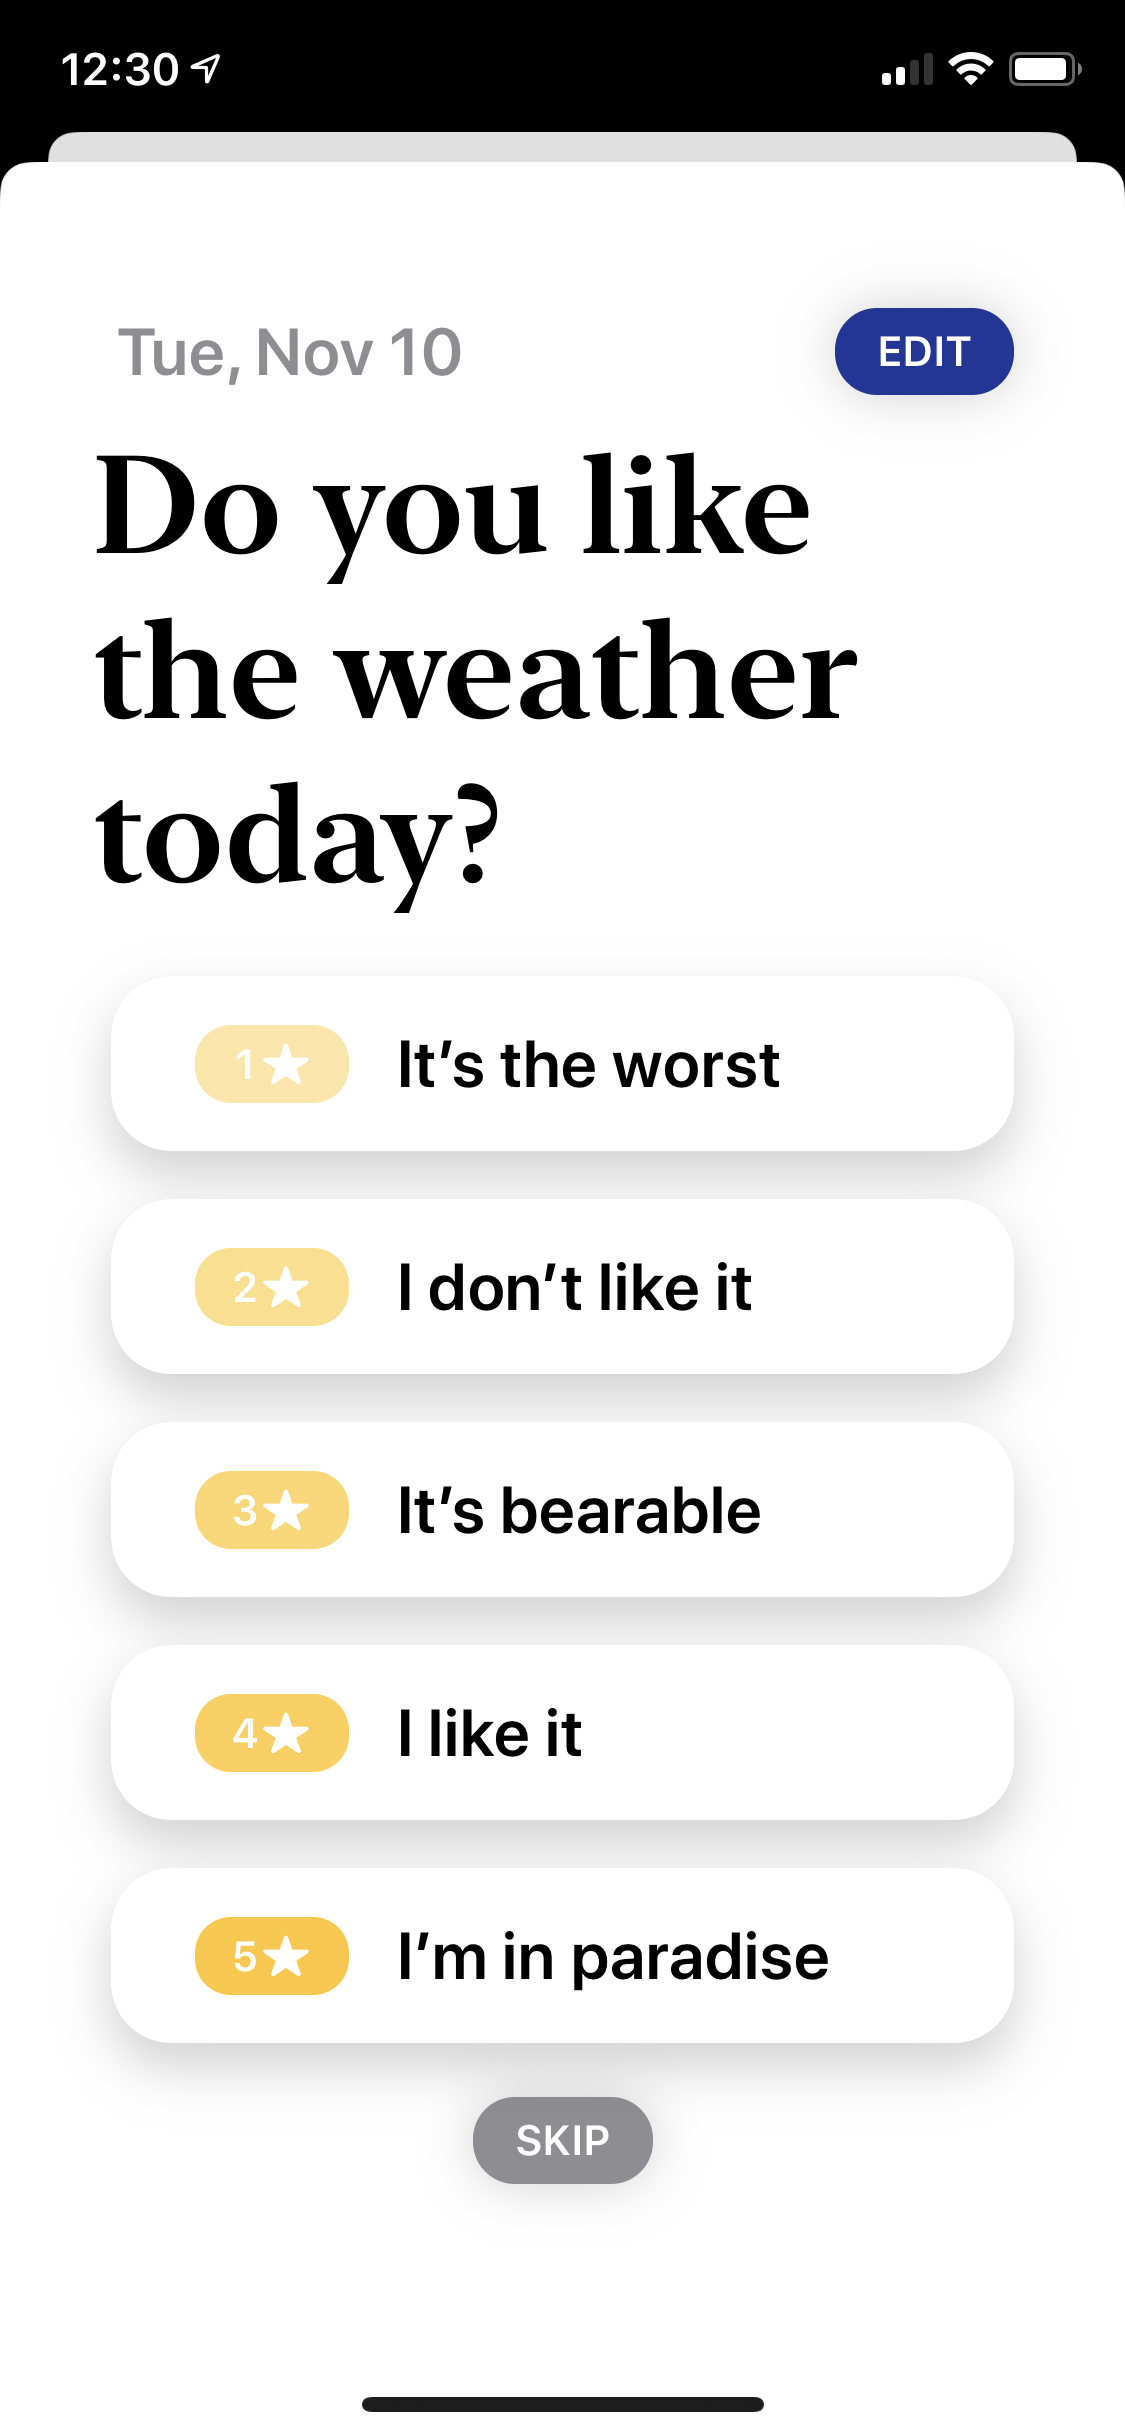 12:30
Tue, Nov 10
EDIT
Do you like
the weather
today?
1★ It’s the worst
2★ I don’t like it
3★ It’s bearable
4★ I like it
5★ I’m in paradise
SKIP